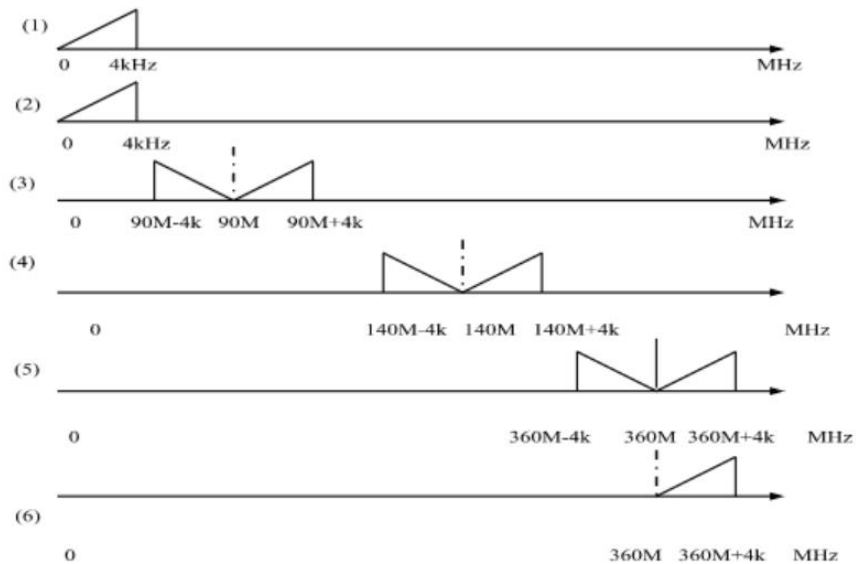 (1)
0 4kHz MHz
(2)
0 4kHz MHz
(3)
0 90M-4k 90M 90M+4k MHz
(4)
0 140M-4k 140M 140M+4k MHz
(5)
0 360M-4k 360M 360M+4k MHz
(6)
0 360M 360M+4k MHz